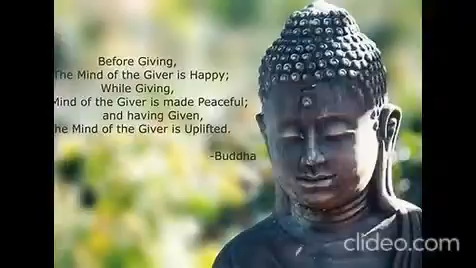 Before Giving,
The Mind of the Giver is Happy;
While Giving,
Mind of the Giver is made Peaceful;
and having Given,
he Mind of the Giver is Uplifted.
-Buddha
clideo.com